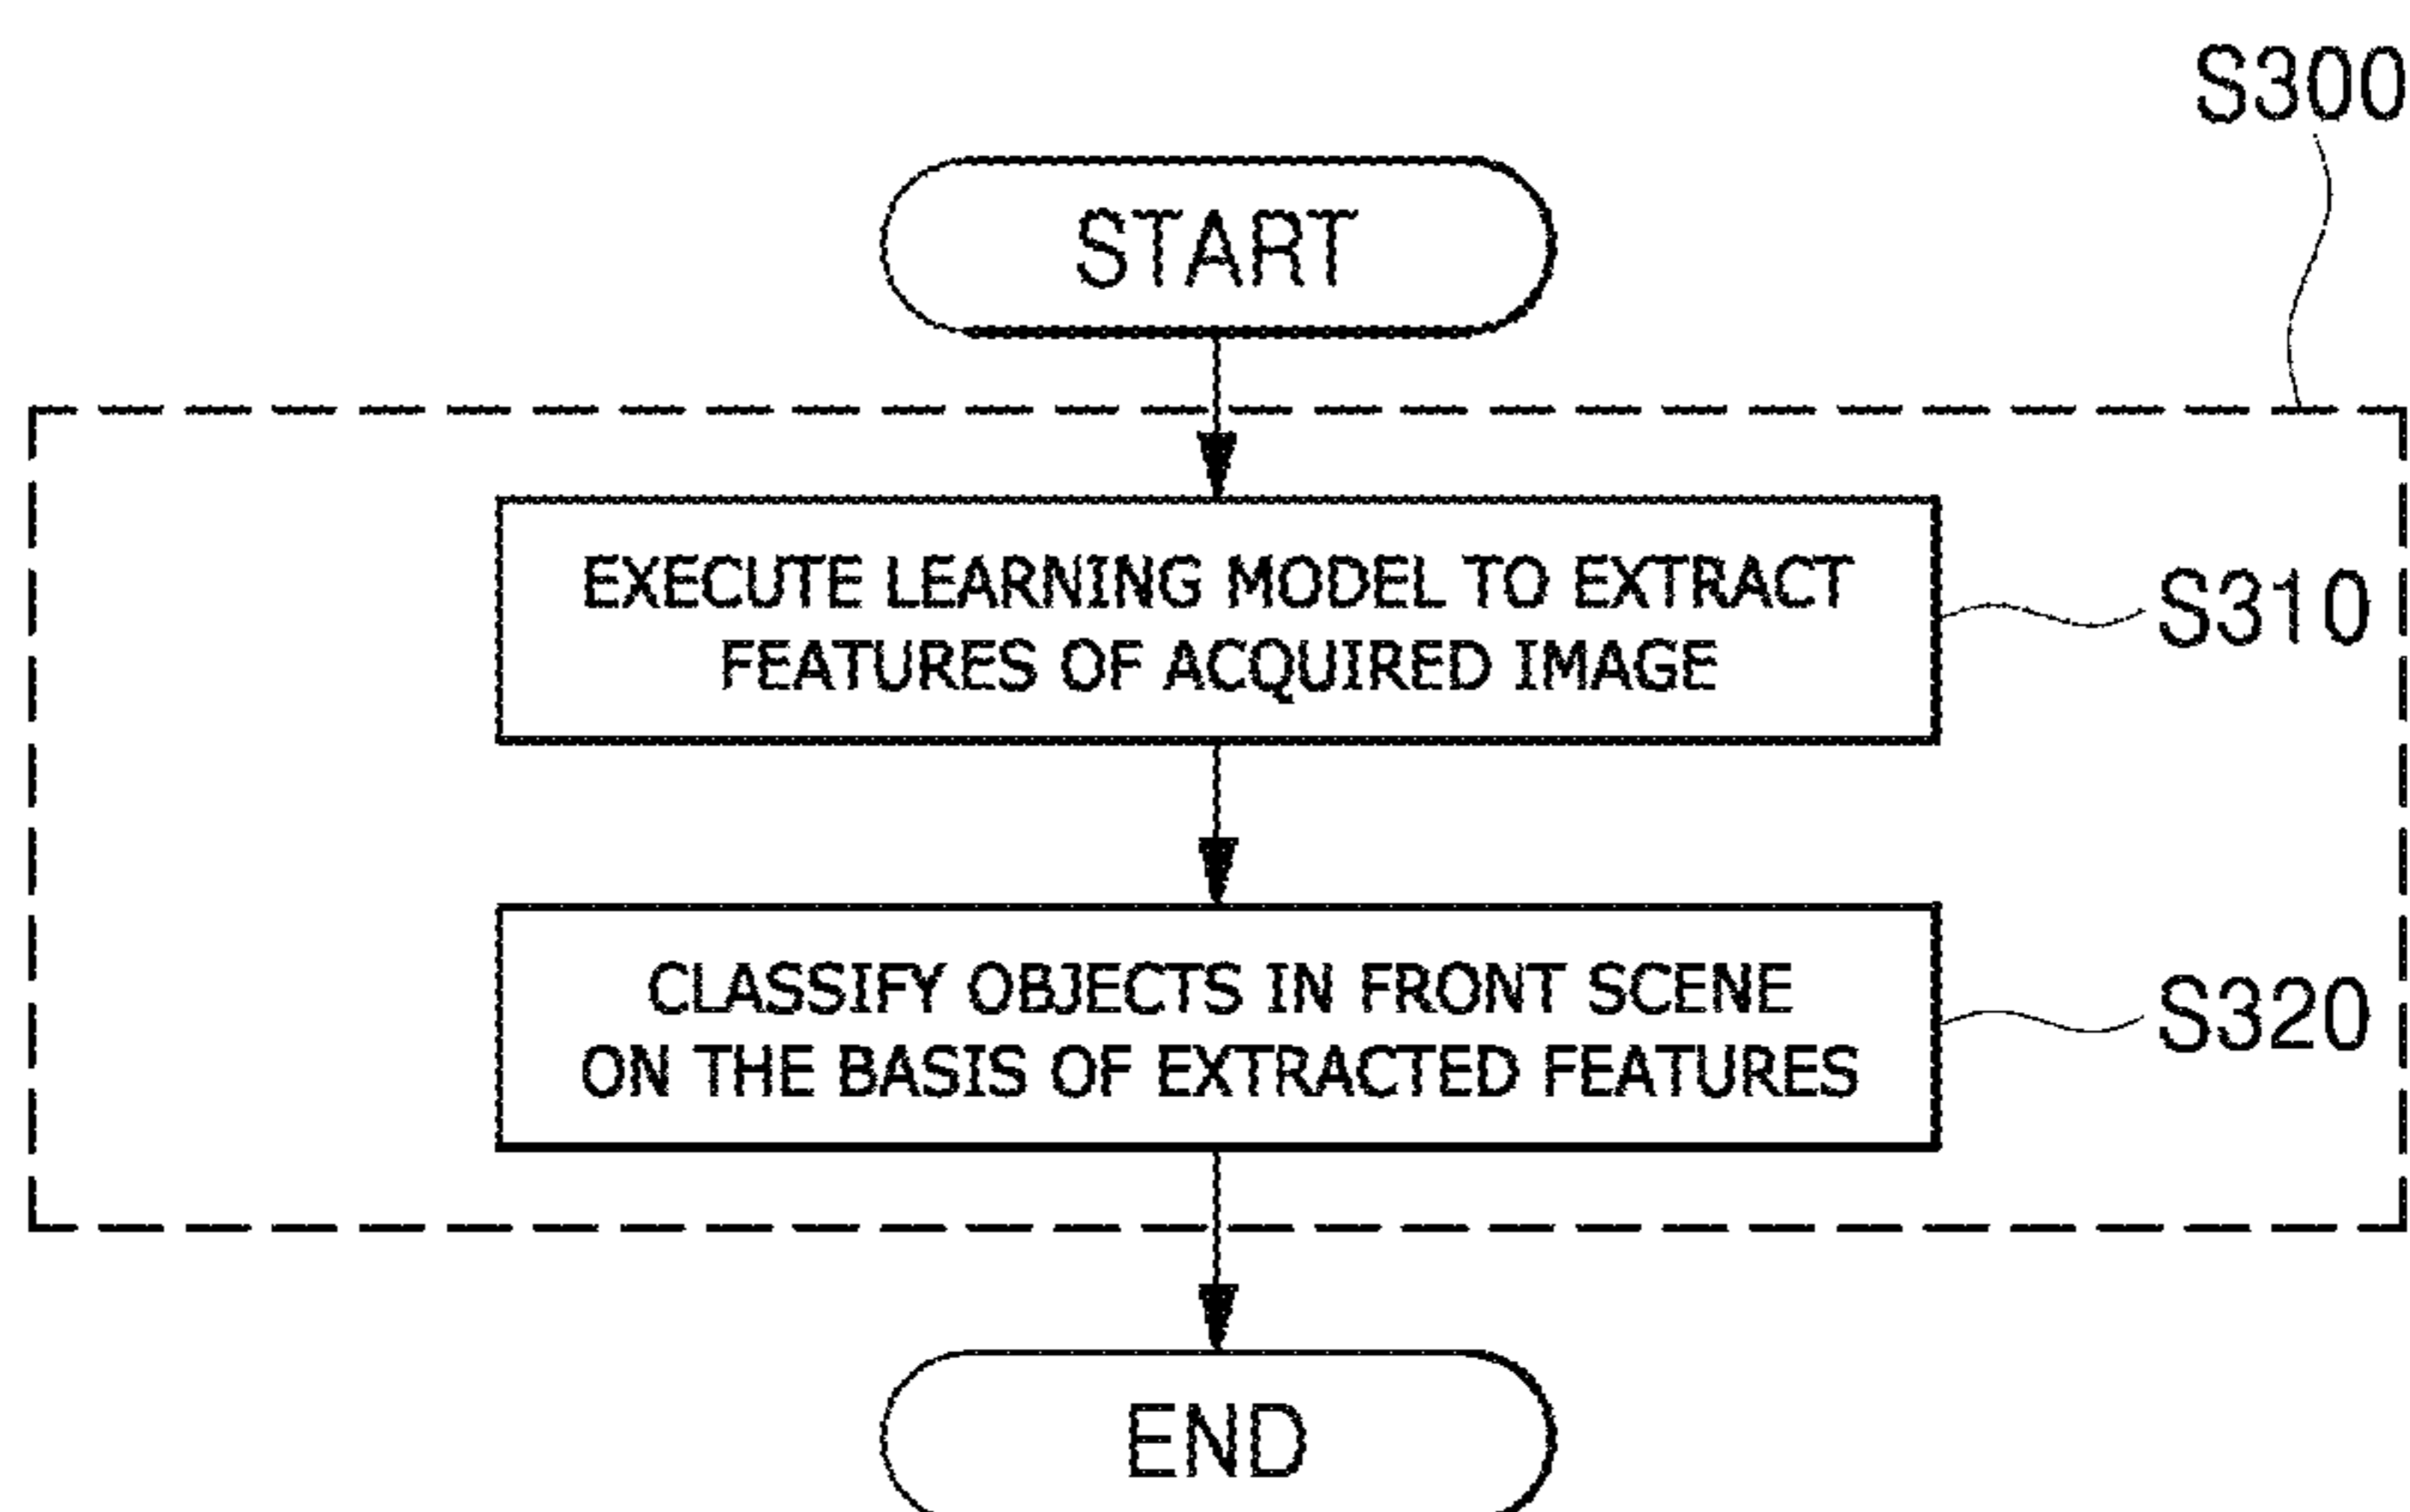 S300
START
EXECUTE LEARNING MODEL TO EXTRACT
FEATURES OF ACQUIRED IMAGE
S310
CLASSIFY OBJECTS IN FRONT SCENE
ON THE BASIS OF EXTRACTED FEATURES
S320
END